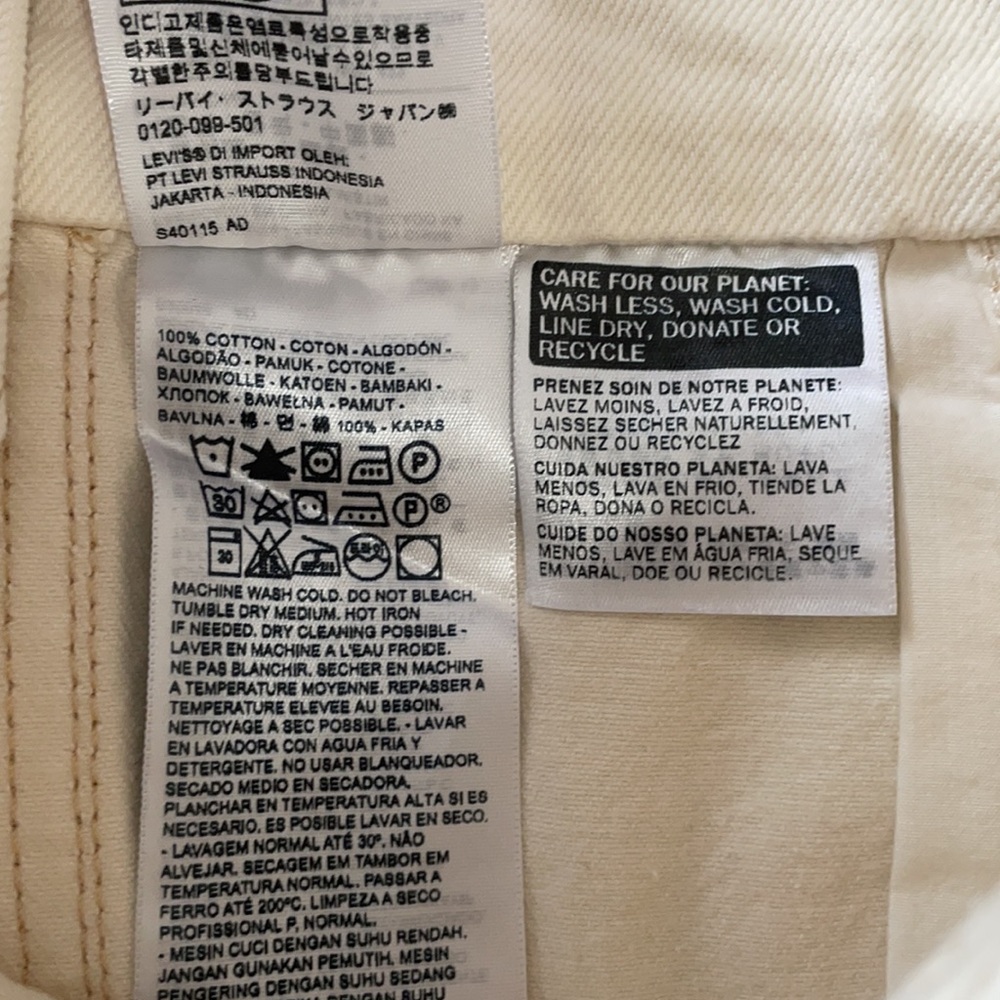 인디고제품은염료특성으로착용중
타제품및신체에묻어날수있으므로
각별한주의를당부드립니다
リーバイ・ストラウス ジャパン㈱
0120-099-501
LEVI'S® DI IMPORT OLEH:
PT LEVI STRAUSS INDONESIA
JAKARTA - INDONESIA
S40115 AD
100% COTTON - COTON - ALGODÓN -
ALGODÃO - PAMUK - COTONE -
BAUMWOLLE - KATOEN - BAMBAKI -
ХЛОПОК - BAWEŁNA - PAMUT -
BAVLNA - 棉 - 면 - 綿 100% - KAPAS
P
30 P ®
30 드라이
MACHINE WASH COLD. DO NOT BLEACH.
TUMBLE DRY MEDIUM. HOT IRON
IF NEEDED. DRY CLEANING POSSIBLE -
LAVER EN MACHINE A L'EAU FROIDE.
NE PAS BLANCHIR. SECHER EN MACHINE
A TEMPERATURE MOYENNE. REPASSER A
TEMPERATURE ELEVEE AU BESOIN.
NETTOYAGE A SEC POSSIBLE. - LAVAR
EN LAVADORA CON AGUA FRIA Y
DETERGENTE. NO USAR BLANQUEADOR.
SECADO MEDIO EN SECADORA.
PLANCHAR EN TEMPERATURA ALTA SI ES
NECESARIO. ES POSIBLE LAVAR EN SECO.
- LAVAGEM NORMAL ATÉ 30º. NÃO
ALVEJAR. SECAGEM EM TAMBOR EM
TEMPERATURA NORMAL. PASSAR A
FERRO ATÉ 200ºC. LIMPEZA A SECO
PROFISSIONAL P, NORMAL.
- MESIN CUCI DENGAN SUHU RENDAH.
JANGAN GUNAKAN PEMUTIH. MESIN
PENGERING DENGAN SUHU SEDANG
CARE FOR OUR PLANET:
WASH LESS, WASH COLD,
LINE DRY, DONATE OR
RECYCLE
PRENEZ SOIN DE NOTRE PLANETE:
LAVEZ MOINS, LAVEZ A FROID,
LAISSEZ SECHER NATURELLEMENT,
DONNEZ OU RECYCLEZ
CUIDA NUESTRO PLANETA: LAVA
MENOS, LAVA EN FRIO, TIENDE LA
ROPA, DONA O RECICLA.
CUIDE DO NOSSO PLANETA: LAVE
MENOS, LAVE EM ÁGUA FRIA, SEQUE
EM VARAL, DOE OU RECICLE.